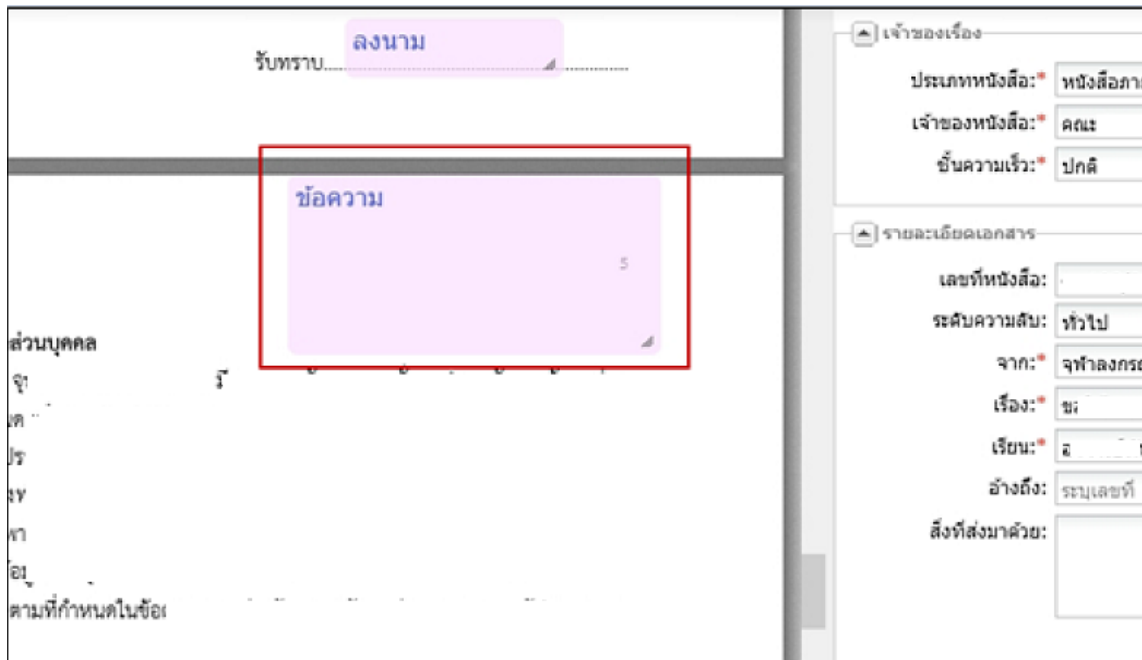 ลงนาม
รับทราบ
ข้อความ
5
ส่วนบุคคล
ตามที่กำหนดในข้อ
เจ้าของเรื่อง
ประเภทหนังสือ:*
หนังสือภา
เจ้าของหนังสือ:* คณะ
ชั้นความเร็ว:* ปกติ
รายละเอียดเอกสาร
เลขที่หนังสือ:
ระดับความลับ: ทั่วไป
จาก:* จุฬาลงกรณ
เรื่อง:*
เรียน:*
อ้างถึง: ระบุเลขที่
สิ่งที่ส่งมาด้วย: